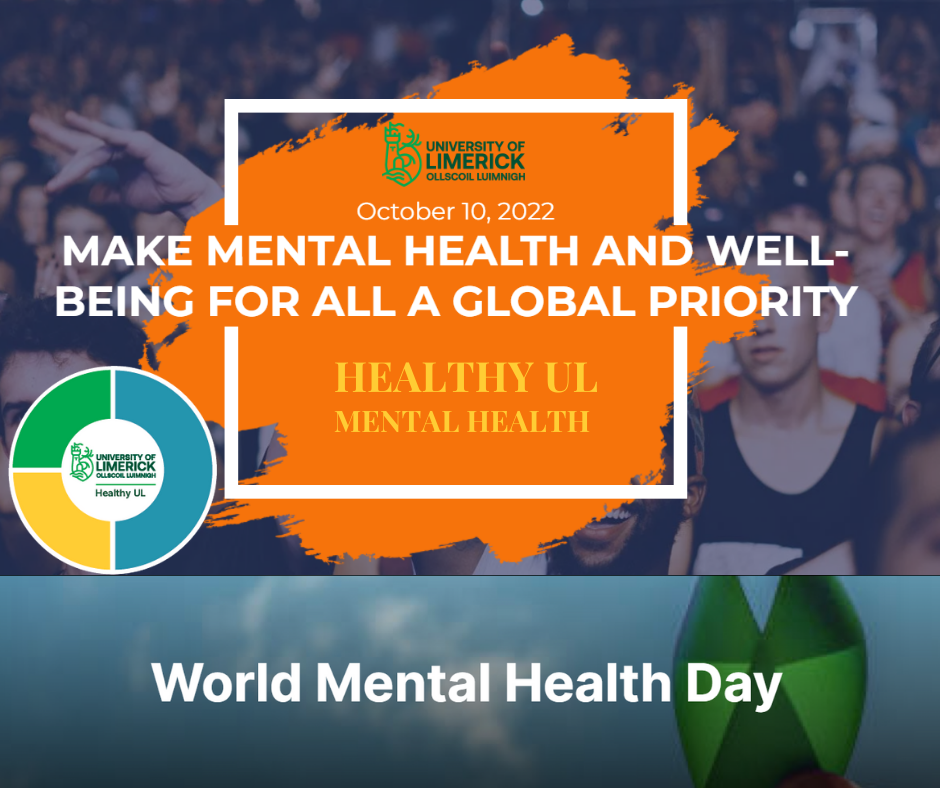 UNIVERSITY OF
LIMERICK
OLLSCOIL LUIMNIGH
October 10, 2022
MAKE MENTAL HEALTH AND WELL-
BEING FOR ALL A GLOBAL PRIORITY
HEALTHY UL
MENTAL HEALTH
UNIVERSITY OF
LIMERICK
OLLSCOIL LUIMNIGH
Healthy UL
World Mental Health Day